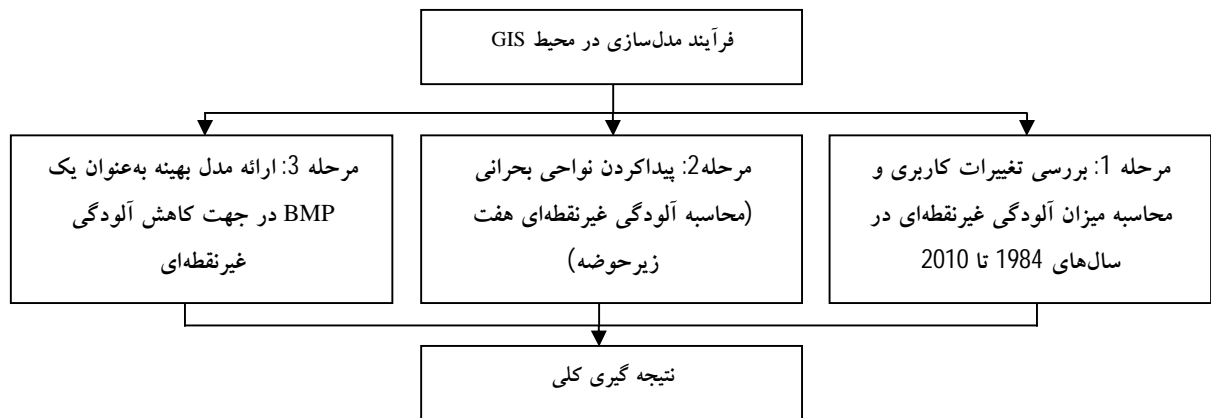 فرآیند مدل‌سازی در محیط GIS
مرحله 1: بررسی تغییرات کاربری و
محاسبه میزان آلودگی غیرنقطه‌ای در
سال‌های 1984 تا 2010
مرحله2: پیداکردن نواحی بحرانی
(محاسبه آلودگی غیرنقطه‌ای هفت
زیرحوضه)
مرحله 3: ارائه مدل بهینه به‌عنوان یک
BMP در جهت کاهش آلودگی
غیرنقطه‌ای
نتیجه گیری کلی